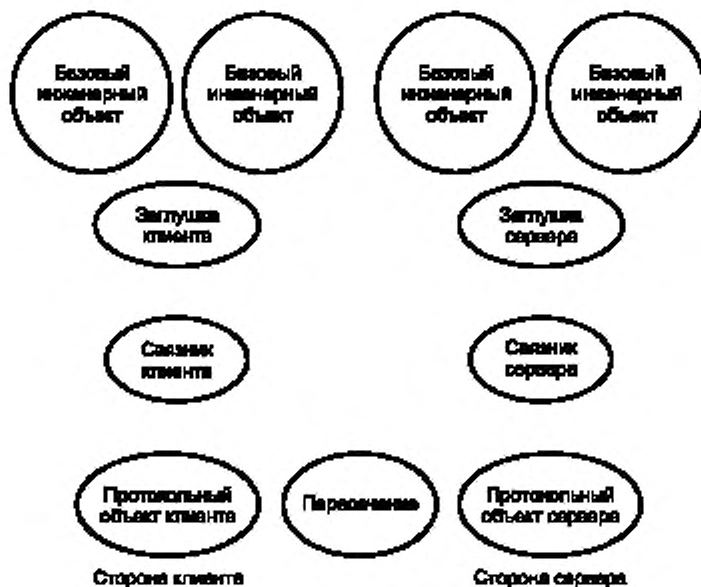 Базовый
инженерный
объект
Базовый
инженерный
объект
Базовый
инженерный
объект
Базовый
инженерный
объект
Заглушка
клиента
Заглушка
сервера
Связник
клиента
Связник
сервера
Протокольный
объект клиента
Пересечение
Протокольный
объект сервера
Сторона клиента
Сторона сервера